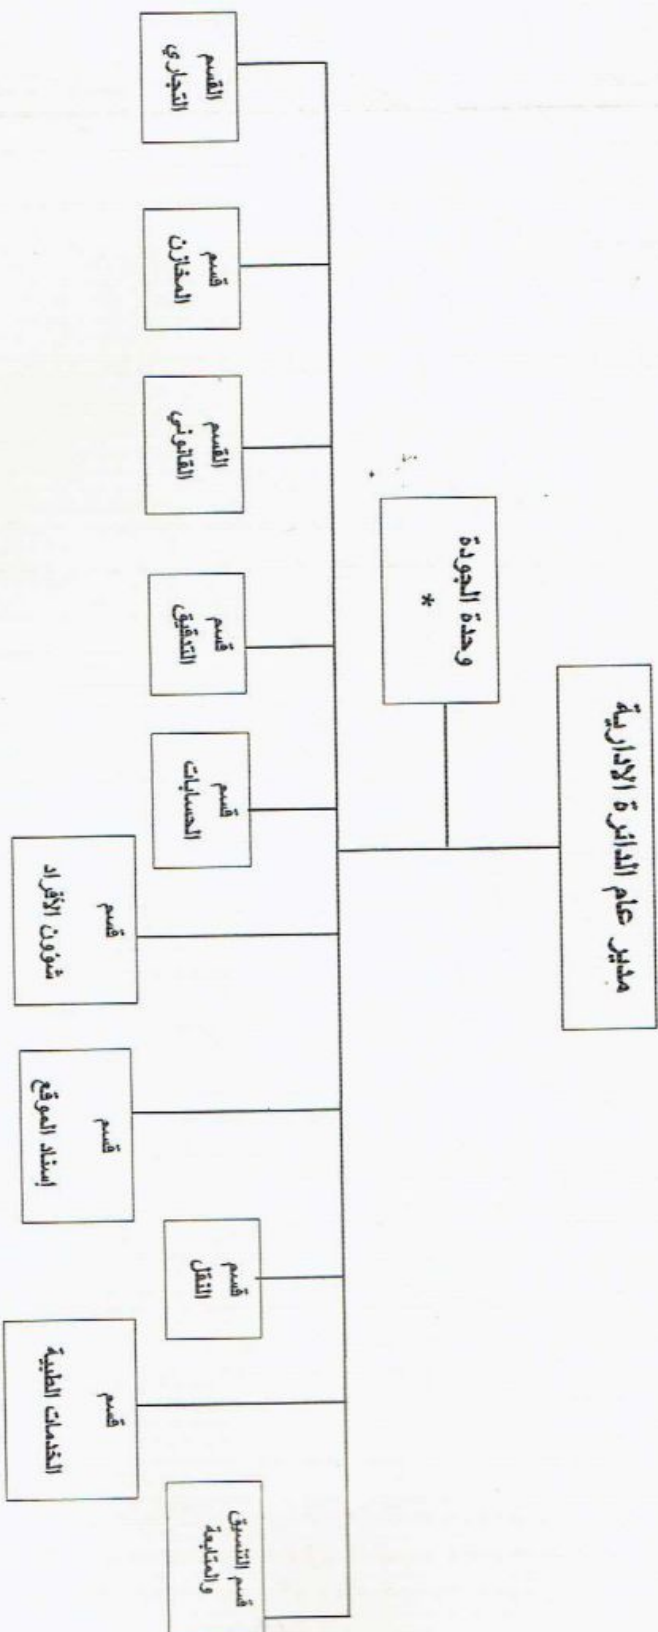 مدير عام الدائرة الادارية
وحدة الجودة
*
قسم التنسيق
والمتابعة
قسم
الخدمات الطبية
قسم
النقل
قسم
إسناد الموقع
قسم
شؤون الأفراد
قسم
الحسابات
قسم
التدقيق
القسم
القانوني
قسم
المخازن
القسم
التجاري